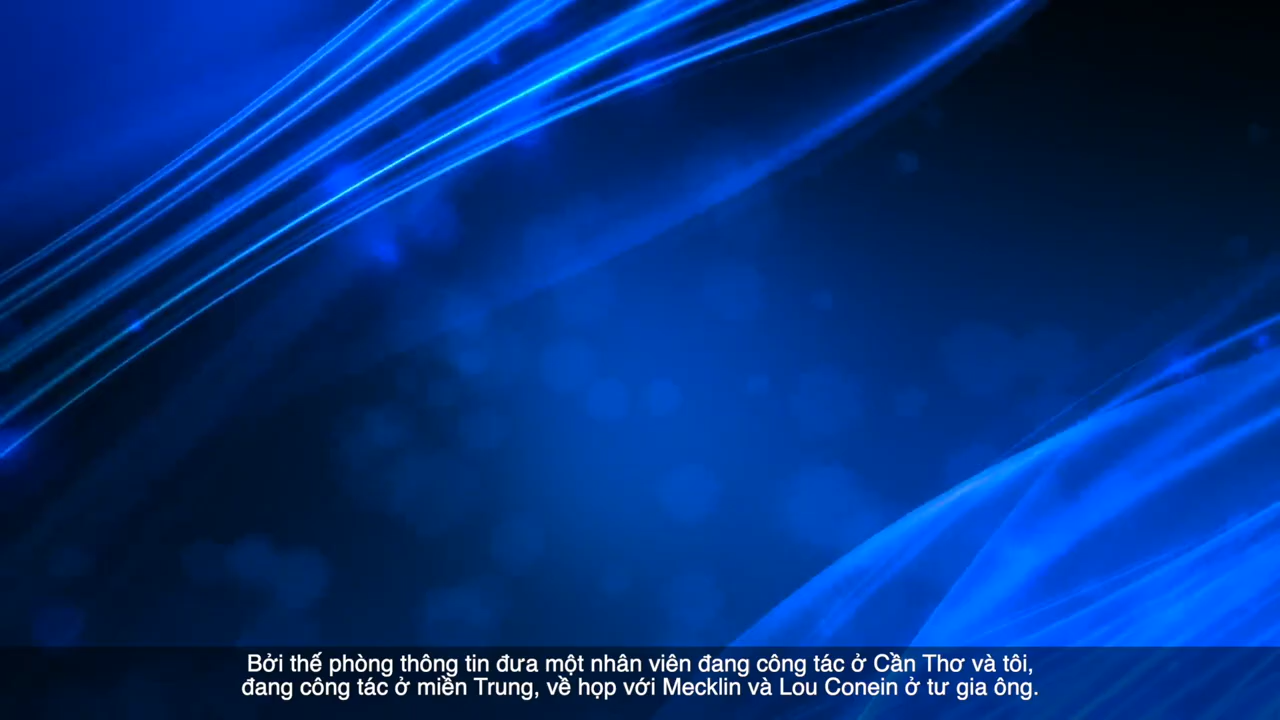 Bởi thế phòng thông tin đưa một nhân viên đang công tác ở Cần Thơ và tôi,
đang công tác ở miền Trung, về họp với Mecklin và Lou Conein ở tư gia ông.